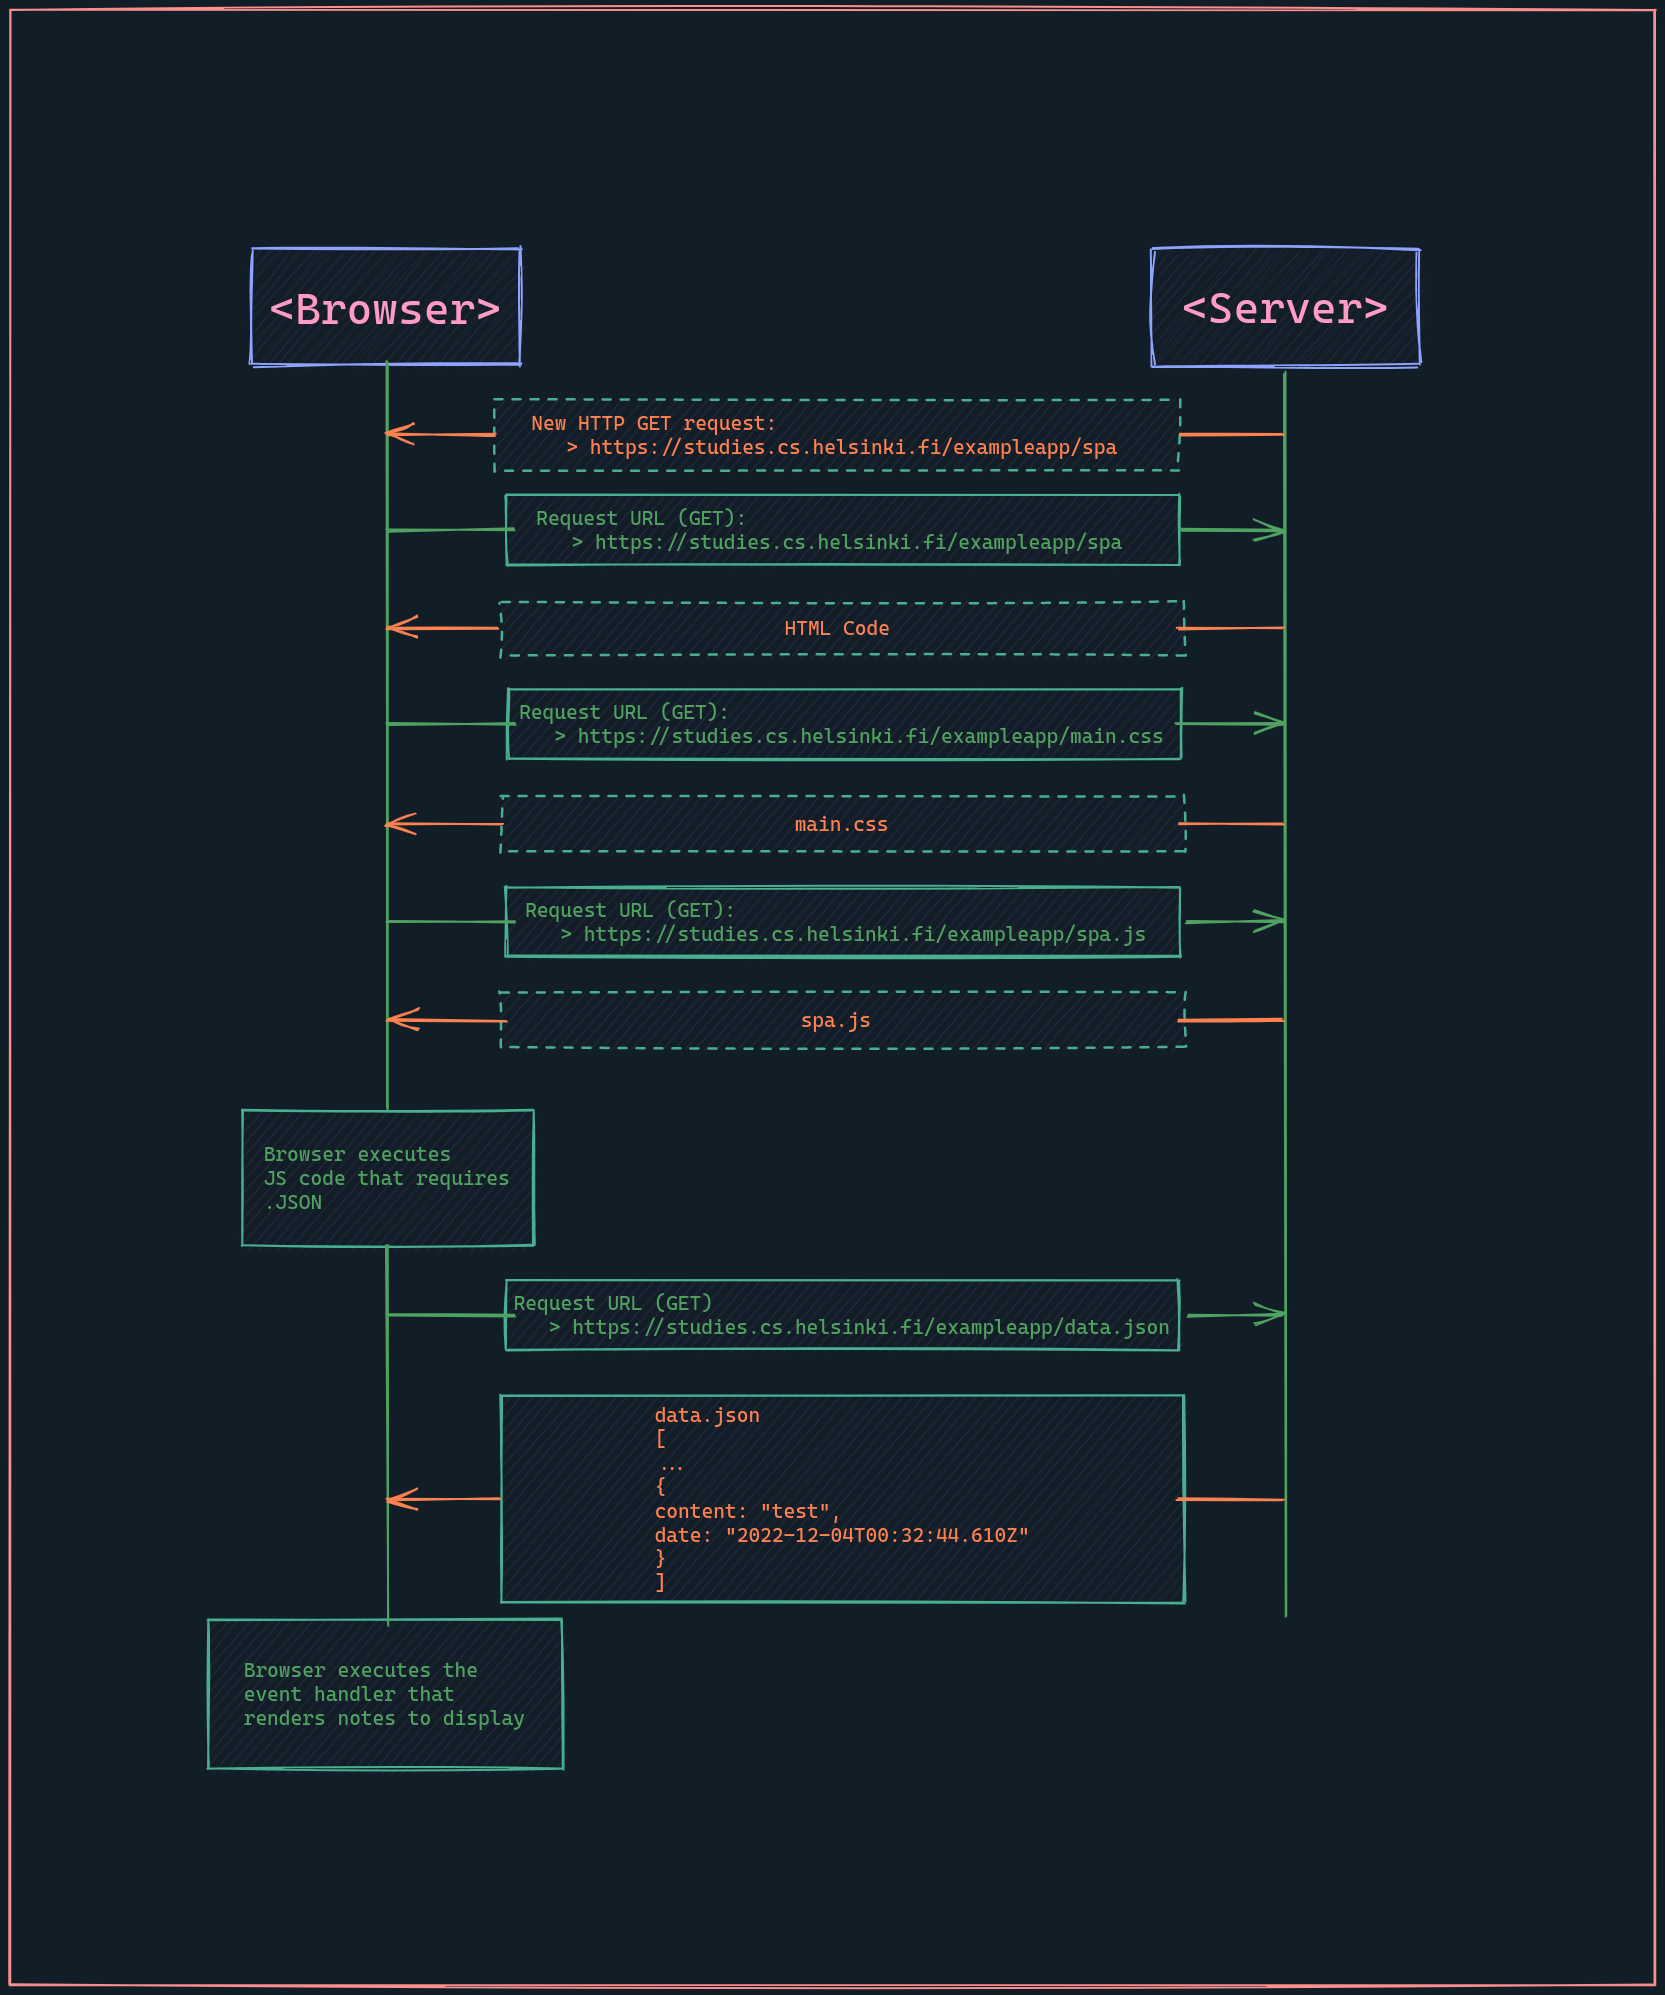 <Browser>
<Server>
New HTTP GET request:
> https://studies.cs.helsinki.fi/exampleapp/spa
Request URL (GET):
> https://studies.cs.helsinki.fi/exampleapp/spa
HTML Code
Request URL (GET):
> https://studies.cs.helsinki.fi/exampleapp/main.css
main.css
Request URL (GET):
> https://studies.cs.helsinki.fi/exampleapp/spa.js
spa.js
Browser executes
JS code that requires
.JSON
Request URL (GET)
> https://studies.cs.helsinki.fi/exampleapp/data.json
data.json
[
...
{
content: "test",
date: "2022-12-04T00:32:44.610Z"
}
]
Browser executes the
event handler that
renders notes to display